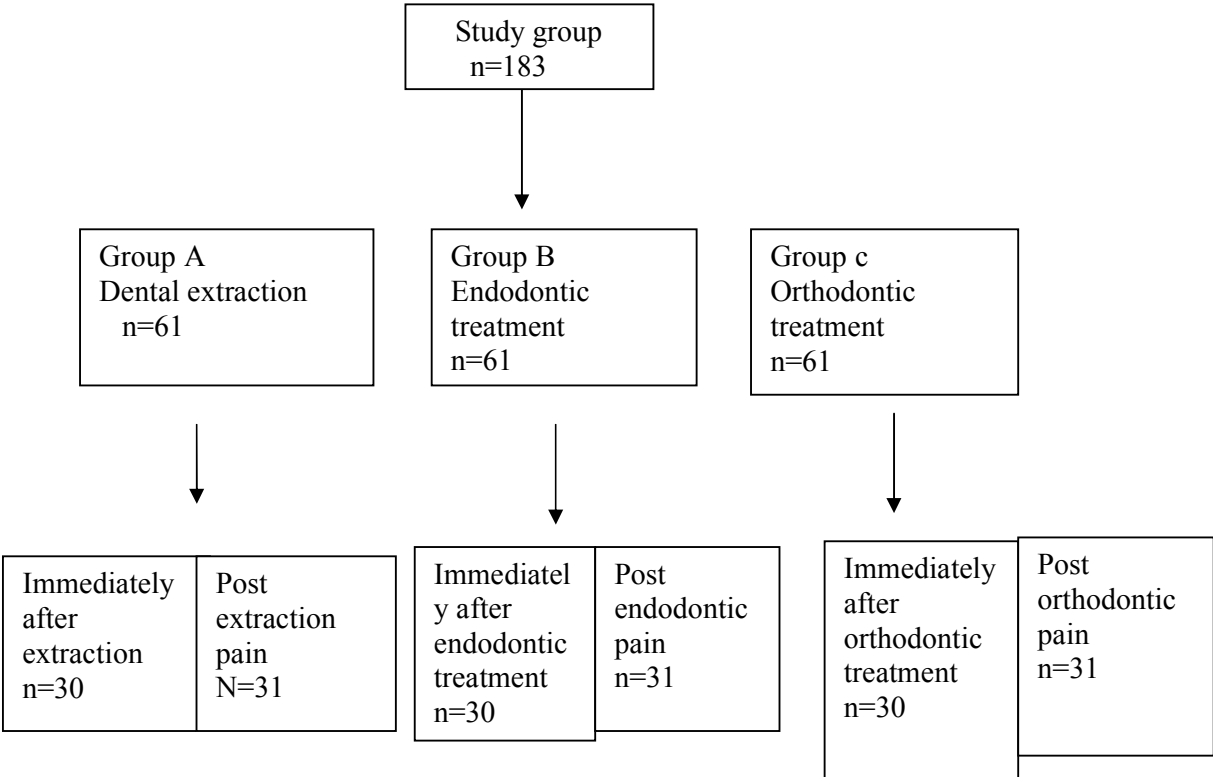 Study group
n=183
Group A
Dental extraction
n=61
Group B
Endodontic
treatment
n=61
Group c
Orthodontic
treatment
n=61
Immediately
after
extraction
n=30
Post
extraction
pain
N=31
Immediatel
y after
endodontic
treatment
n=30
Post
endodontic
pain
n=31
Immediately
after
orthodontic
treatment
n=30
Post
orthodontic
pain
n=31